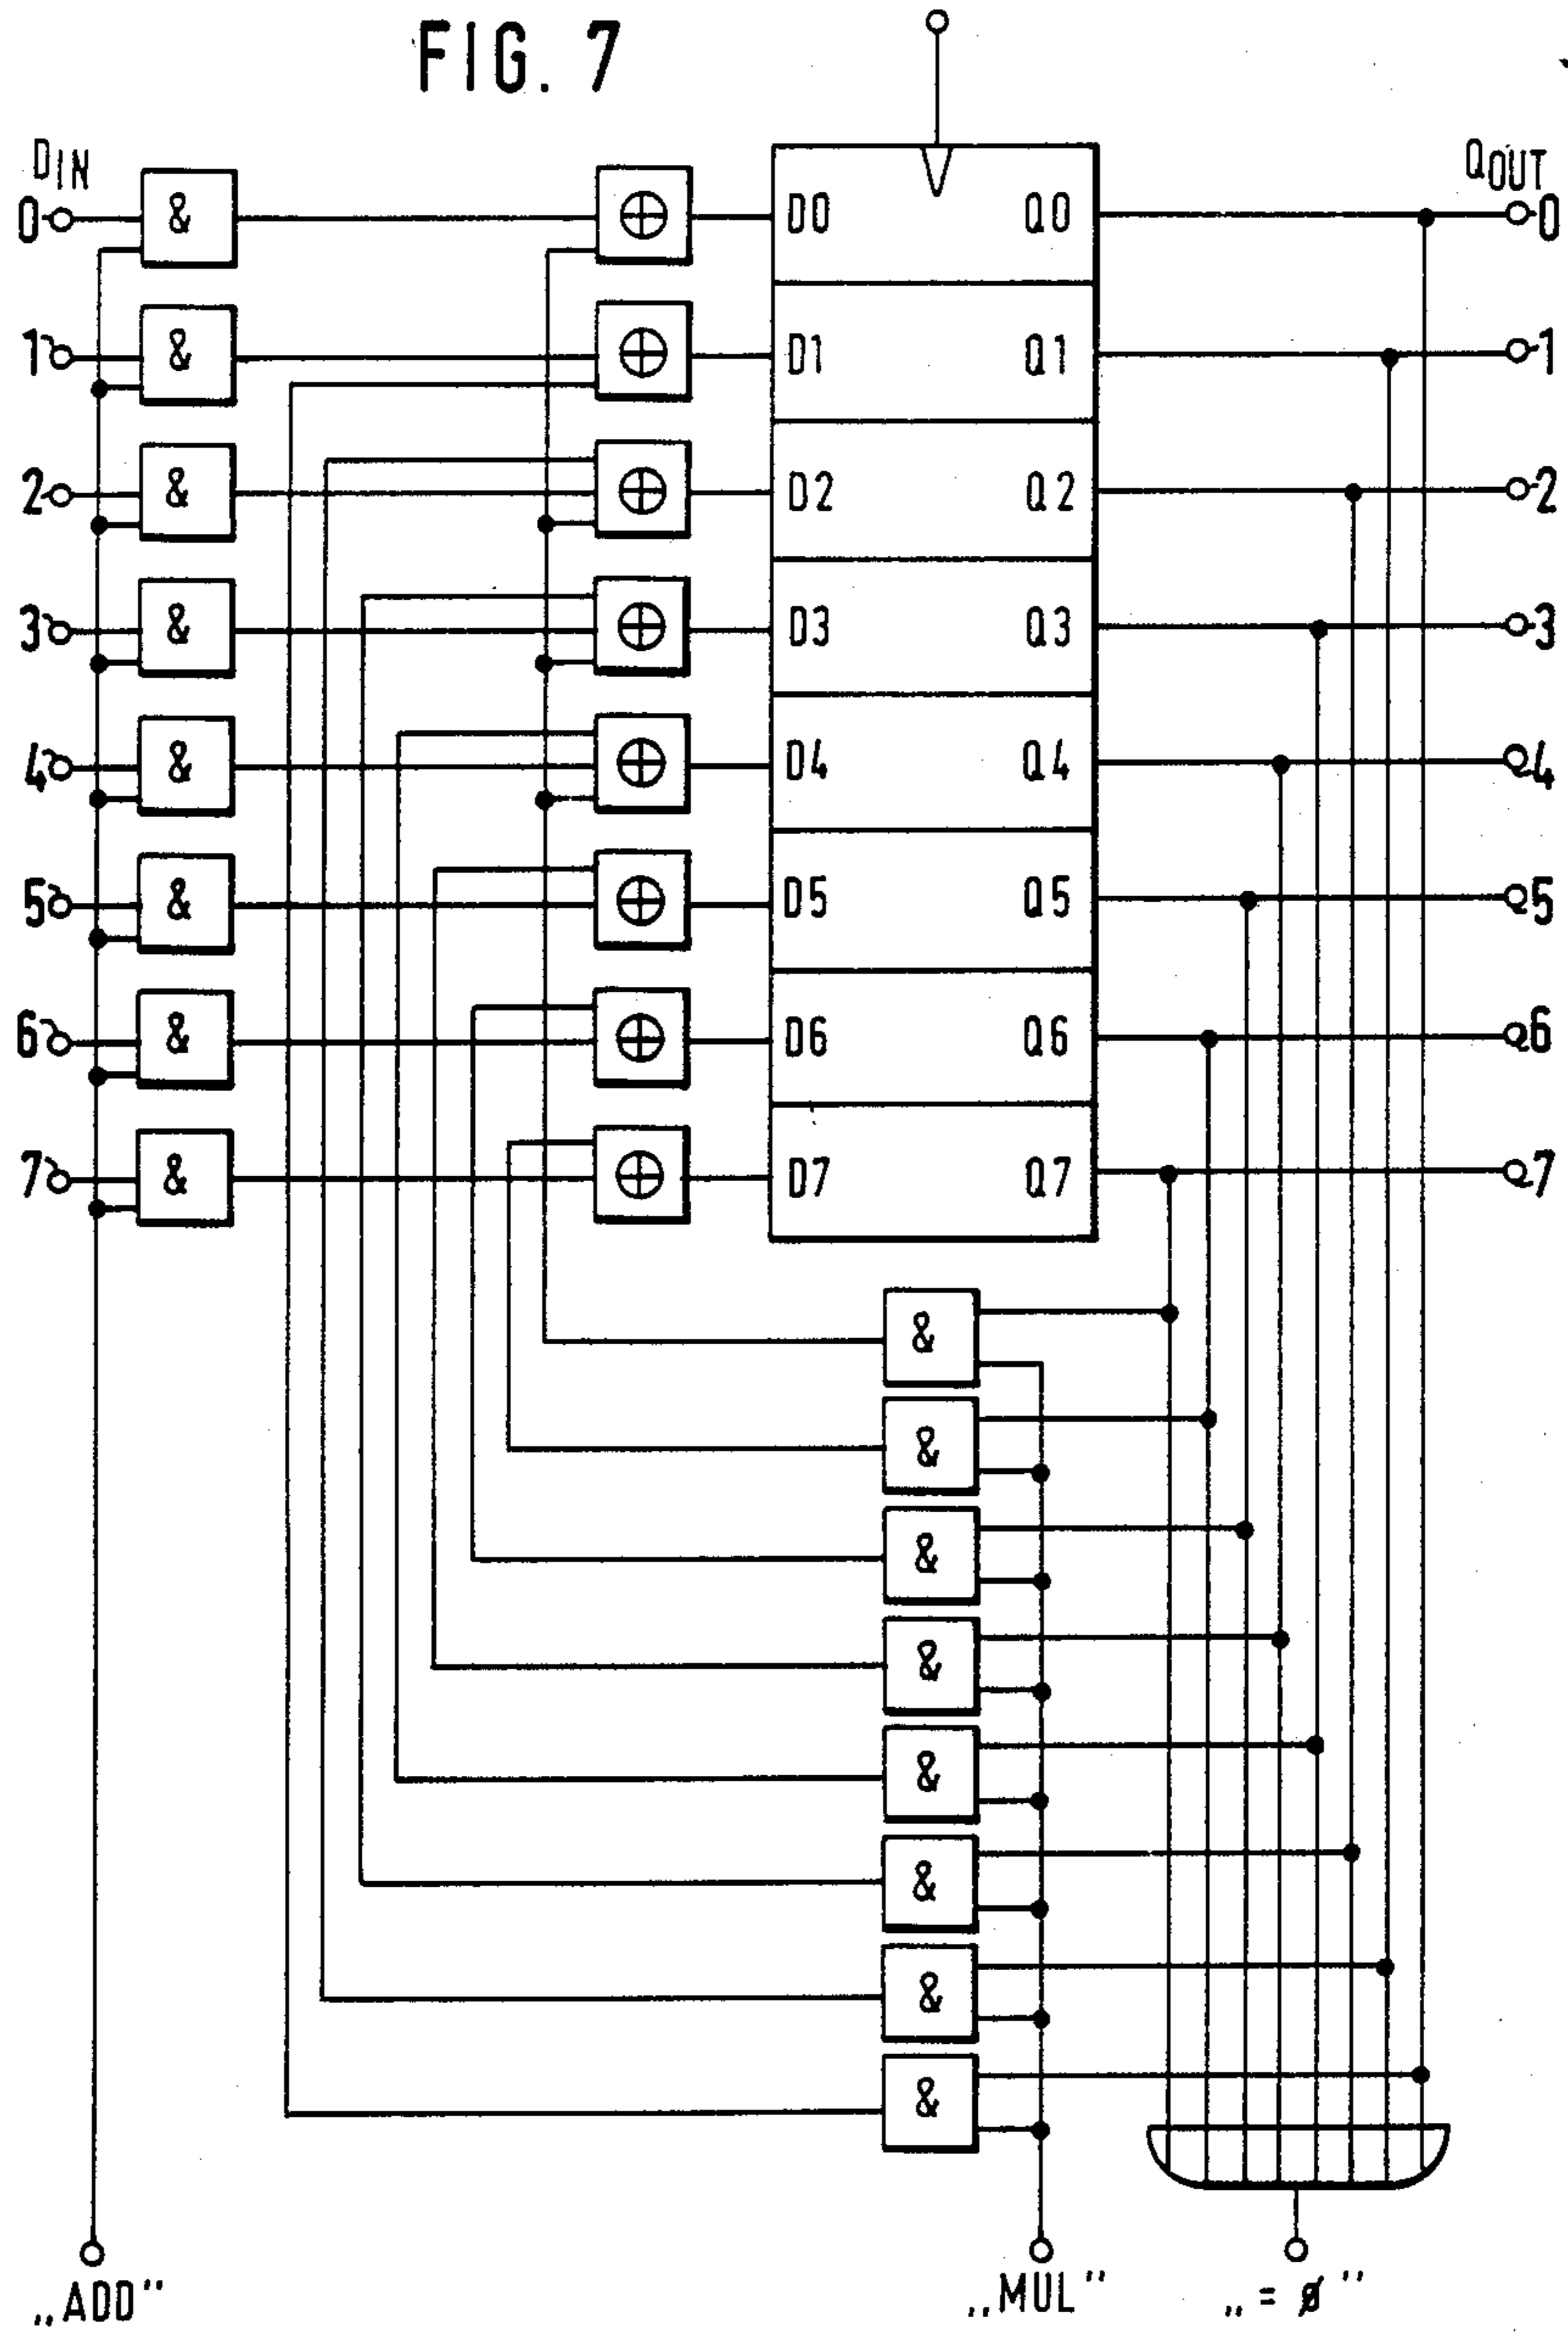 FIG. 7
DIN
QOUT
0 & ⊕ D0 Q0 0
1 & ⊕ D1 Q1 1
2 & ⊕ D2 Q2 2
3 & ⊕ D3 Q3 3
4 & ⊕ D4 Q4 4
5 & ⊕ D5 Q5 5
6 & ⊕ D6 Q6 6
7 & ⊕ D7 Q7 7
&
&
&
&
&
&
&
&
„ADD” „MUL” „=ø”